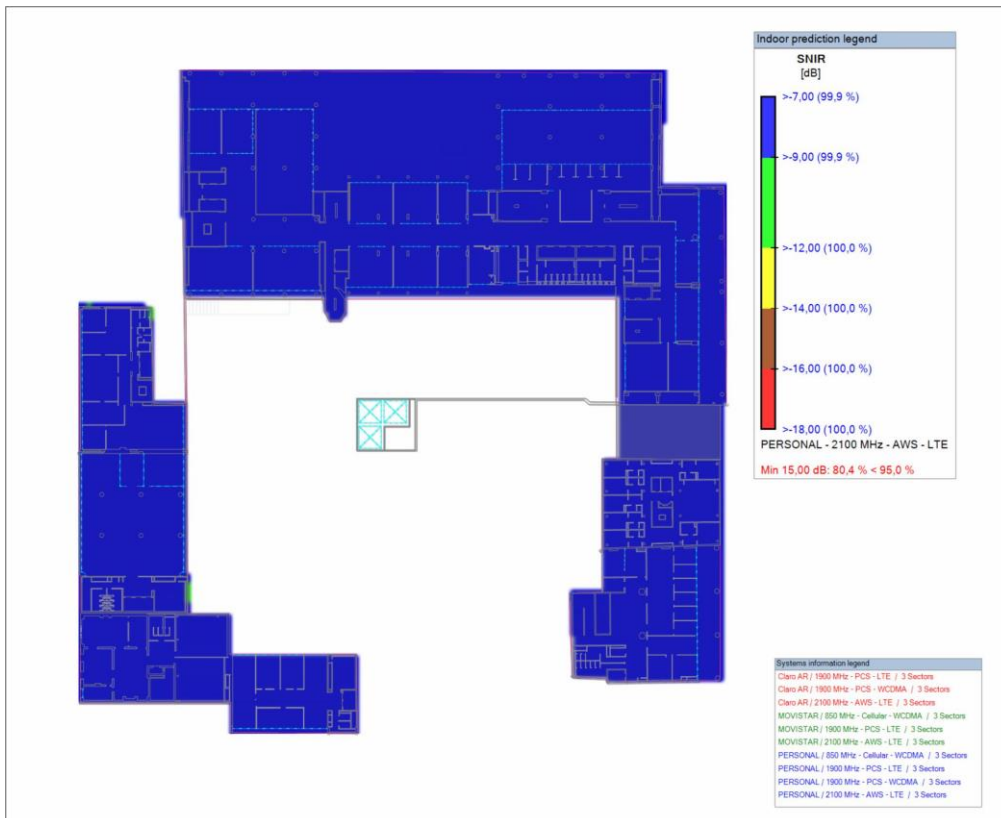 Indoor prediction legend
SNIR
[dB]
>-7,00 (99,9 %)
>-9,00 (99,9 %)
>-12,00 (100,0 %)
>-14,00 (100,0 %)
>-16,00 (100,0 %)
>-18,00 (100,0 %)
PERSONAL - 2100 MHz - AWS - LTE
Min 15,00 dB: 80,4 % < 95,0 %
Systems information legend
Claro AR / 1900 MHz - PCS - LTE / 3 Sectors
Claro AR / 1900 MHz - PCS - WCDMA / 3 Sectors
Claro AR / 2100 MHz - AWS - LTE / 3 Sectors
MOVISTAR / 850 MHz - Cellular - WCDMA / 3 Sectors
MOVISTAR / 1900 MHz - PCS - LTE / 3 Sectors
MOVISTAR / 2100 MHz - AWS - LTE / 3 Sectors
PERSONAL / 850 MHz - Cellular - WCDMA / 3 Sectors
PERSONAL / 1900 MHz - PCS - LTE / 3 Sectors
PERSONAL / 1900 MHz - PCS - WCDMA / 3 Sectors
PERSONAL / 2100 MHz - AWS - LTE / 3 Sectors